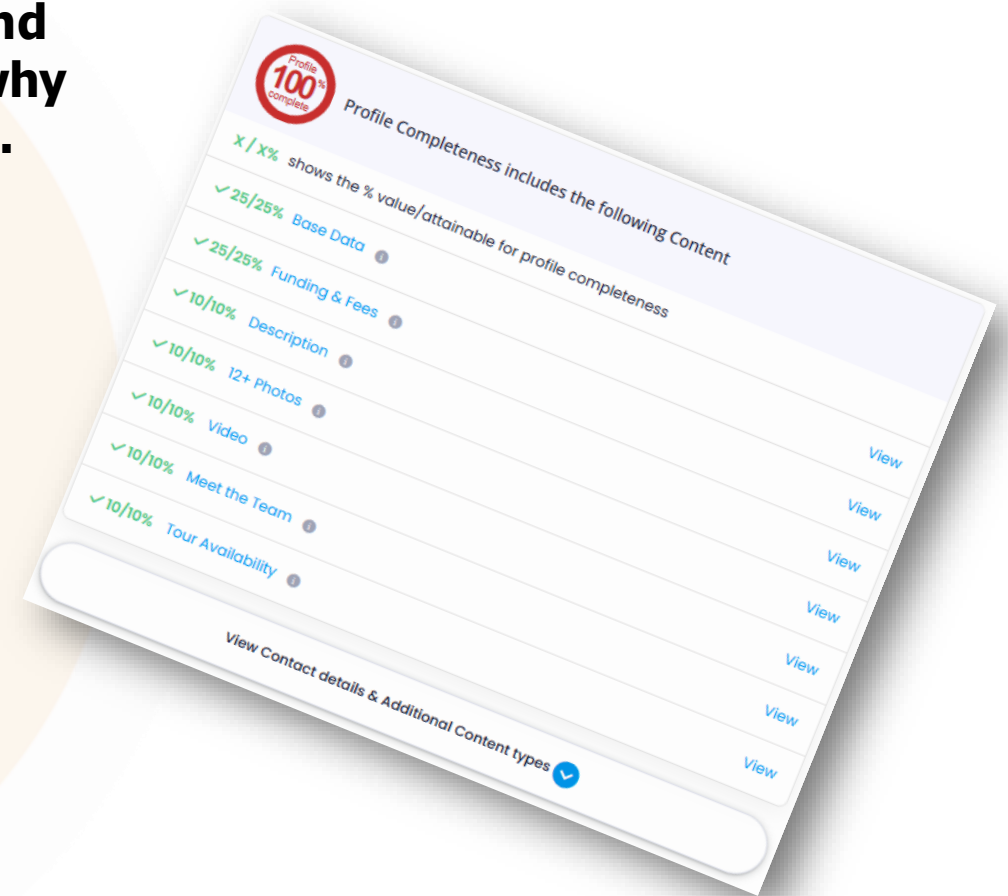 nd
why
.
Profile
100%
complete
Profile Completeness includes the following Content
X / X% shows the % value/attainable for profile completeness
25/25% Base Data View
25/25% Funding & Fees View
10/10% Description View
10/10% 12+ Photos View
10/10% Video View
10/10% Meet the Team View
10/10% Tour Availability View
View Contact details & Additional Content types